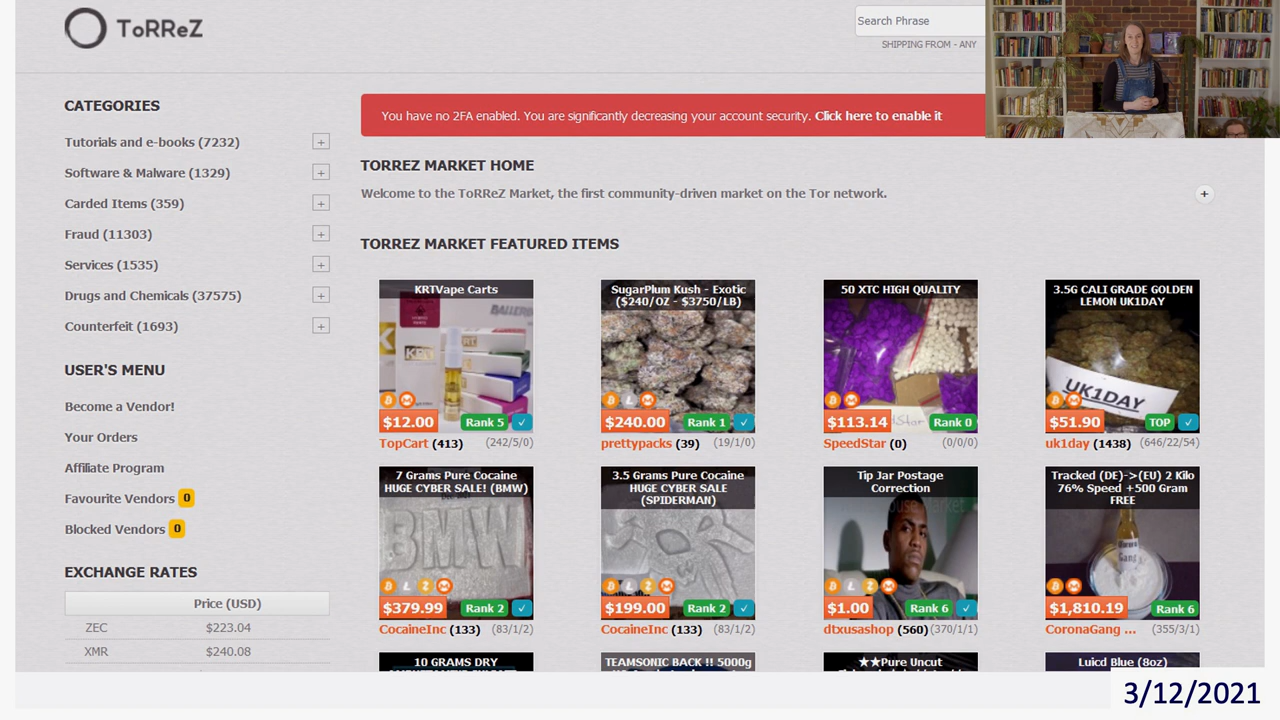 ToRReZ
Search Phrase
SHIPPING FROM - ANY
CATEGORIES
Tutorials and e-books (7232)
Software & Malware (1329)
Carded Items (359)
Fraud (11303)
Services (1535)
Drugs and Chemicals (37575)
Counterfeit (1693)
USER'S MENU
Become a Vendor!
Your Orders
Affiliate Program
Favourite Vendors 0
Blocked Vendors 0
EXCHANGE RATES
Price (USD)
ZEC $223.04
XMR $240.08
You have no 2FA enabled. You are significantly decreasing your account security. Click here to enable it
TORREZ MARKET HOME
Welcome to the ToRReZ Market, the first community-driven market on the Tor network.
TORREZ MARKET FEATURED ITEMS
KRTVape Carts
KRT
$12.00 Rank 5
TopCart (413) (242/5/0)
SugarPlum Kush - Exotic
($240/OZ - $3750/LB)
$240.00 Rank 1
prettypacks (39) (19/1/0)
50 XTC HIGH QUALITY
$113.14 Rank 0
SpeedStar (0) (0/0/0)
3.5G CALI GRADE GOLDEN
LEMON UK1DAY
UK1DAY
$51.90 TOP
uk1day (1438) (646/22/54)
7 Grams Pure Cocaine
HUGE CYBER SALE! (BMW)
BMW
$379.99 Rank 2
CocaineInc (133) (83/1/2)
3.5 Grams Pure Cocaine
HUGE CYBER SALE
(SPIDERMAN)
$199.00 Rank 2
CocaineInc (133) (83/1/2)
Tip Jar Postage
Correction
$1.00 Rank 6
dtxusashop (560) (370/1/1)
Tracked (DE)->(EU) 2 Kilo
76% Speed +500 Gram
FREE
$1,810.19 Rank 6
CoronaGang ... (355/3/1)
10 GRAMS DRY
TEAMSONIC BACK !! 5000g
★★Pure Uncut
Luicd Blue (8oz)
3/12/2021